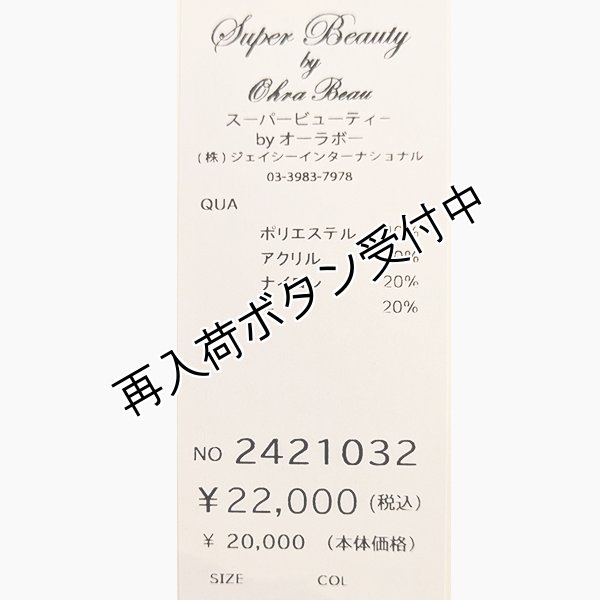 Super Beauty
by
Ohra Beau
スーパービューティー
by オーラボー
(株)ジェイシーインターナショナル
03-3983-7978
QUA
ポリエステル
アクリル
20%
20%
再入荷ボタン受付中
NO 2421032
¥22,000 (税込)
¥ 20,000 (本体価格)
SIZE COL